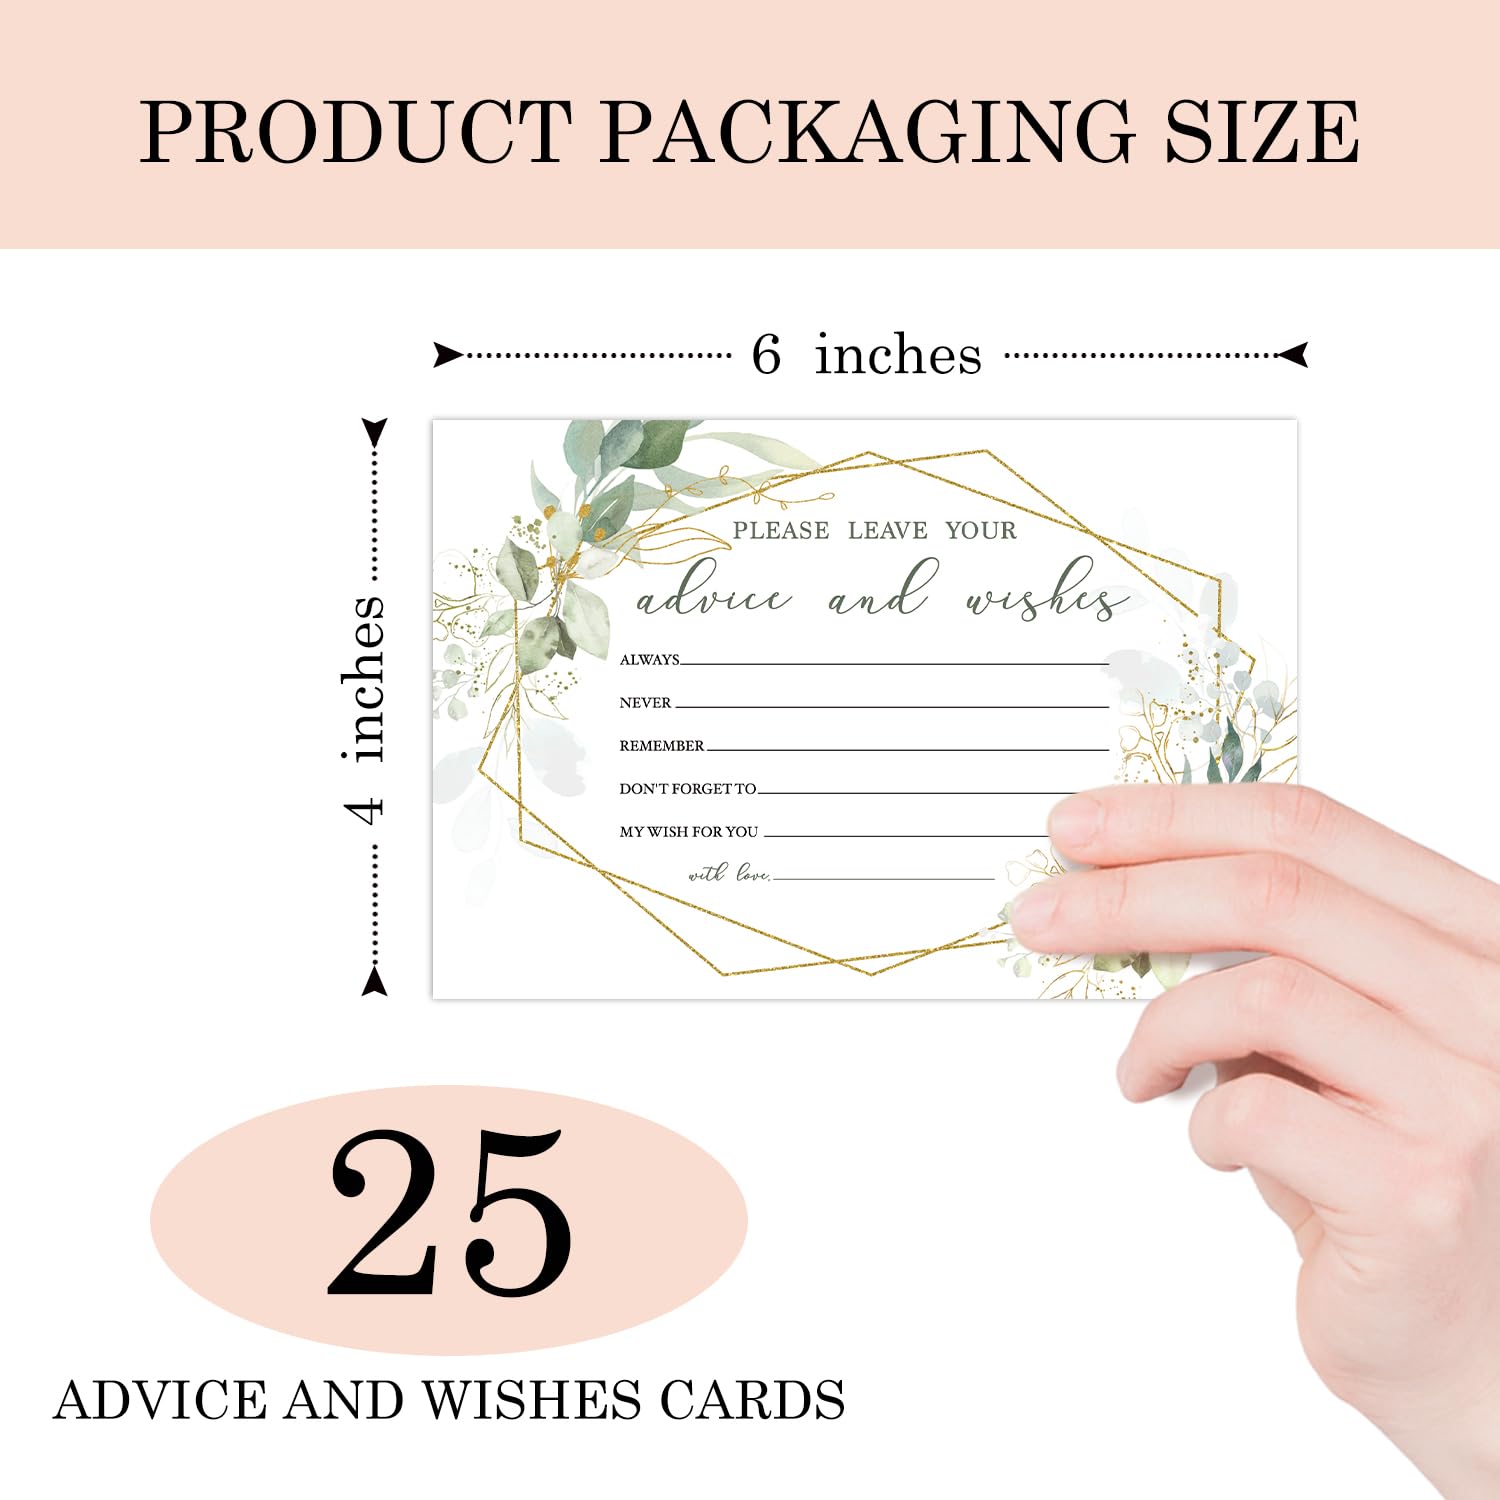 PRODUCT PACKAGING SIZE
6 inches
4 inches
PLEASE LEAVE YOUR
advice and wishes
ALWAYS
NEVER
REMEMBER
DON'T FORGET TO
MY WISH FOR YOU
with love,
25
ADVICE AND WISHES CARDS